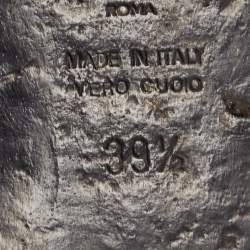 ROMA
MADE IN ITALY
VERO CUOIO
39½